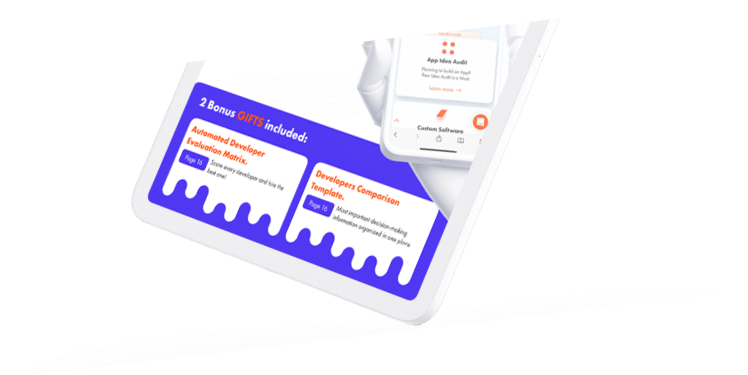 App Idea Audit
Planning to build an App?
Then Idea Audit is a Must.
Learn more →
Custom Software
2 Bonus GIFTS included:
Automated Developer
Evaluation Matrix.
Page 16
Score every developer and hire the
best one!
Developers Comparison
Template.
Page 16
Most important decision-making
information organized in one place